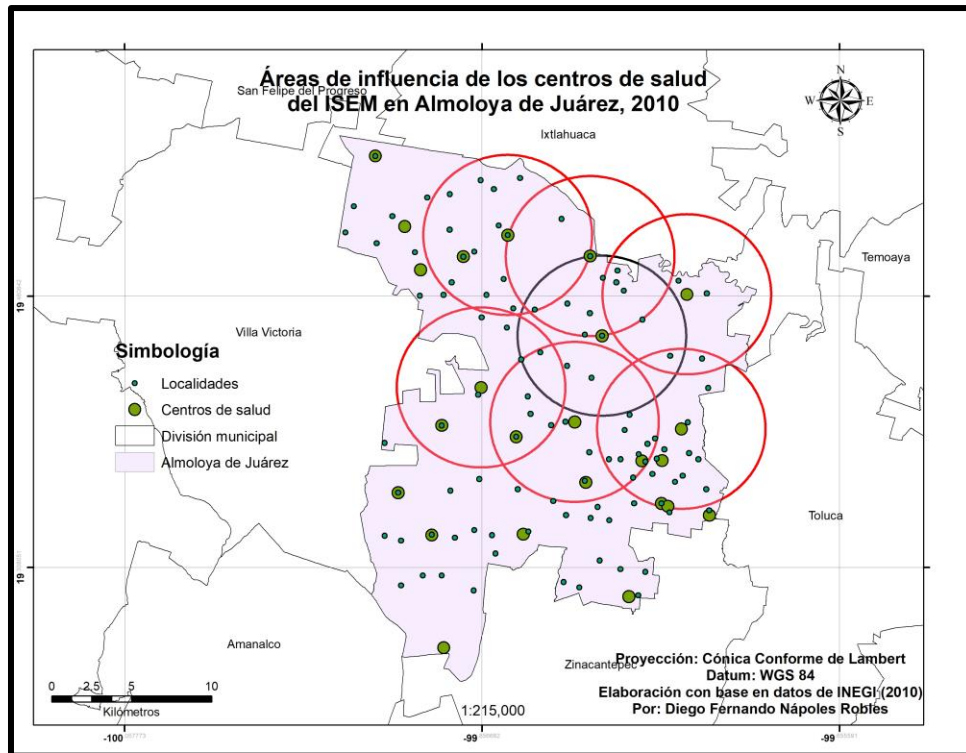 Áreas de influencia de los centros de salud
del ISEM en Almoloya de Juárez, 2010
San Felipe del Progreso
Ixtlahuaca
N
W
E
S
Temoaya
Villa Victoria
Simbología
Localidades
Centros de salud
División municipal
Almoloya de Juárez
Toluca
Amanalco
Zinacantepec
Proyección: Cónica Conforme de Lambert
Datum: WGS 84
Elaboración con base en datos de INEGI (2010)
Por: Diego Fernando Nápoles Robles
0 2.5 5 10
Kilómetros
1:215,000
19
19
-100
-99
-99